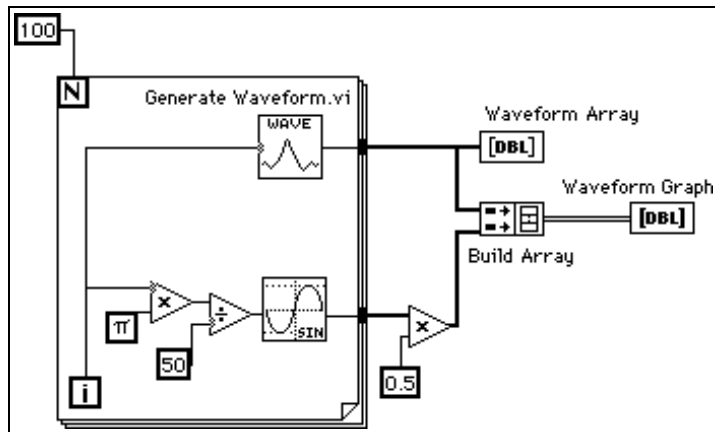 100
N
Generate Waveform.vi
WAVE
Waveform Array
[DBL]
Waveform Graph
[DBL]
Build Array
×
π
÷
50
SIN
×
0.5
i